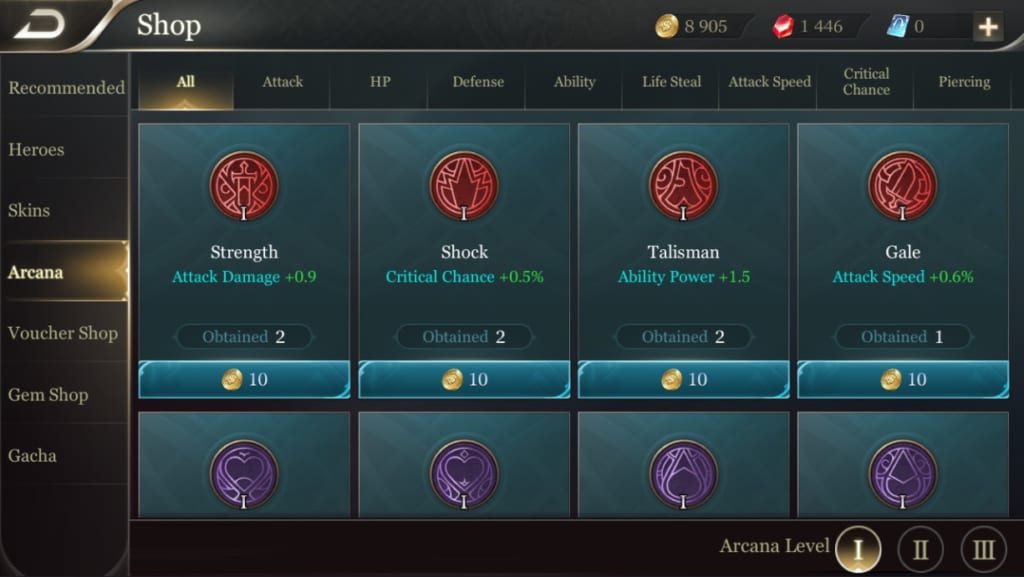 Shop
8 905
1 446
0
+
Recommended
Heroes
Skins
Arcana
Voucher Shop
Gem Shop
Gacha
All
Attack
HP
Defense
Ability
Life Steal
Attack Speed
Critical
Chance
Piercing
I
Strength
Attack Damage +0.9
Obtained 2
10
I
Shock
Critical Chance +0.5%
Obtained 2
10
I
Talisman
Ability Power +1.5
Obtained 2
10
I
Gale
Attack Speed +0.6%
Obtained 1
10
I
I
I
I
Arcana Level
I
II
III